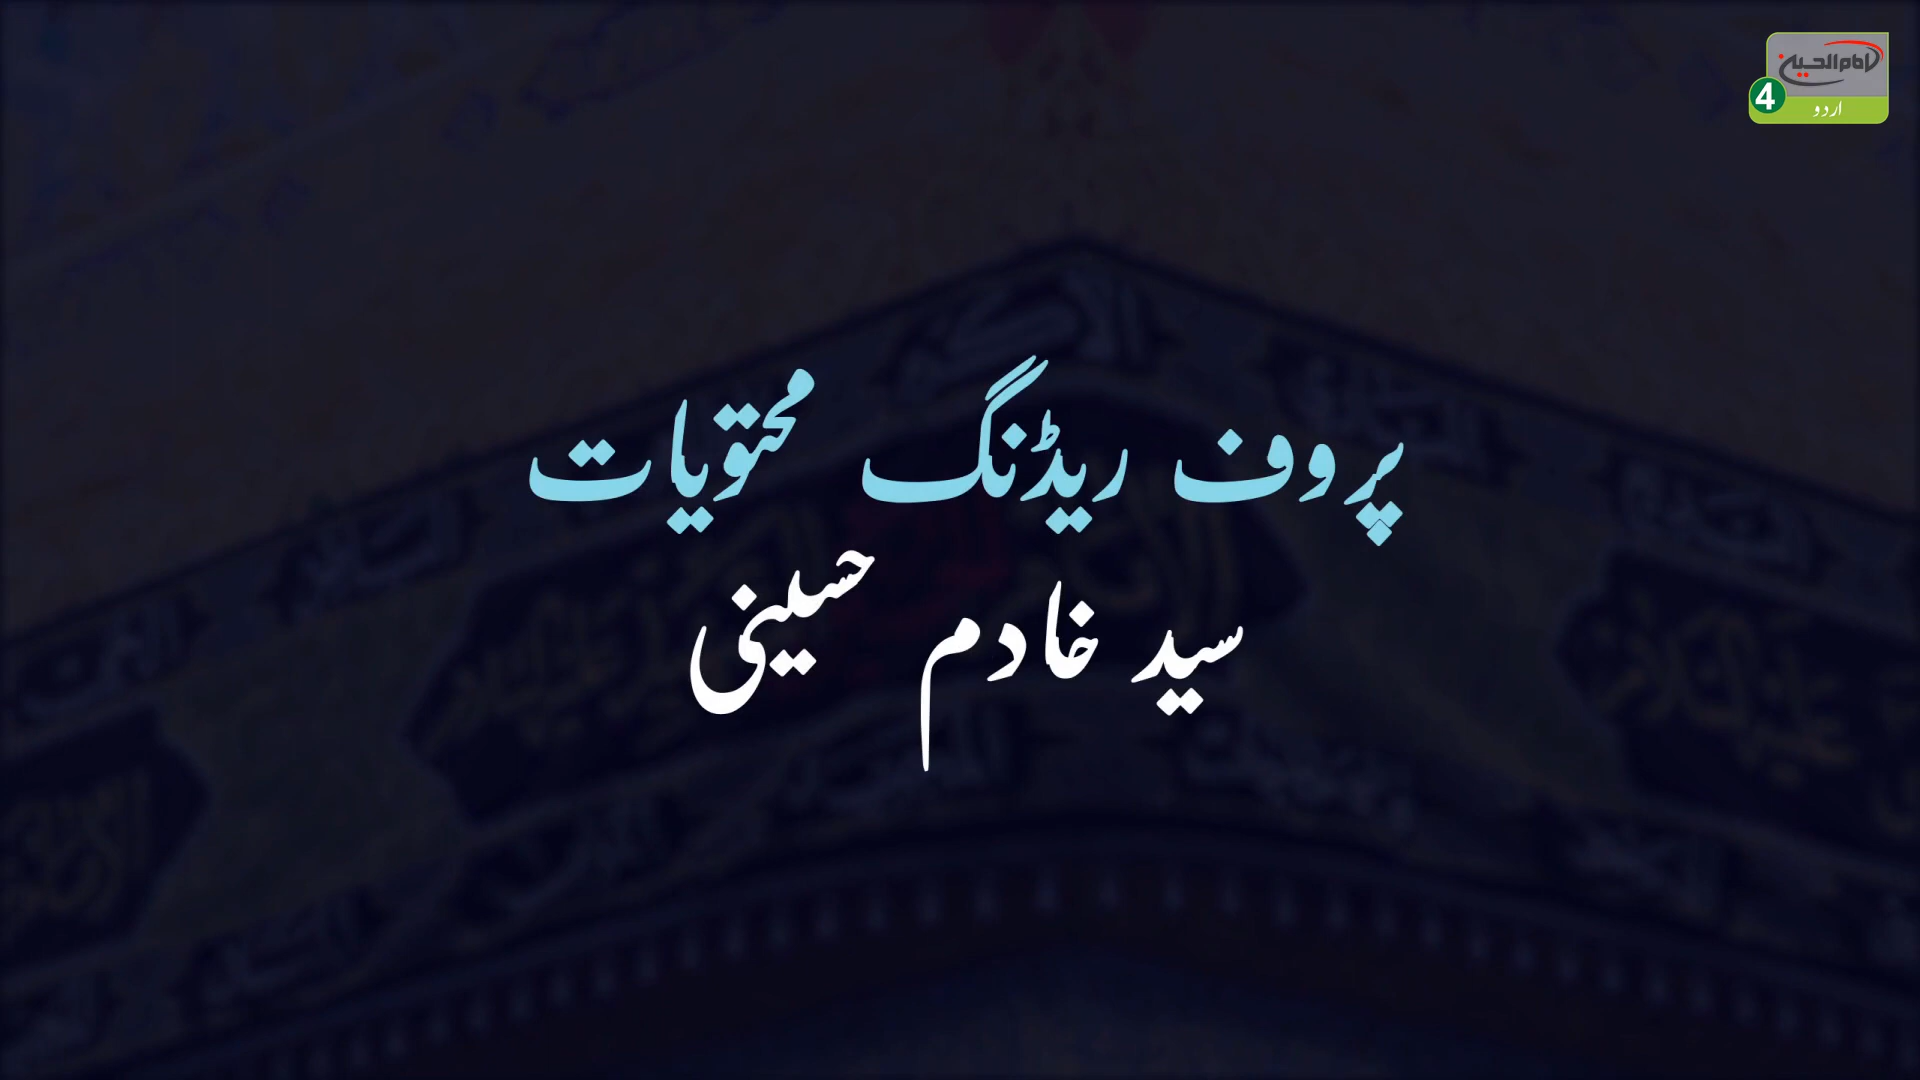 امام الحسین
4
اردو
پروف ریڈنگ محتویات
سید خادم حسینی